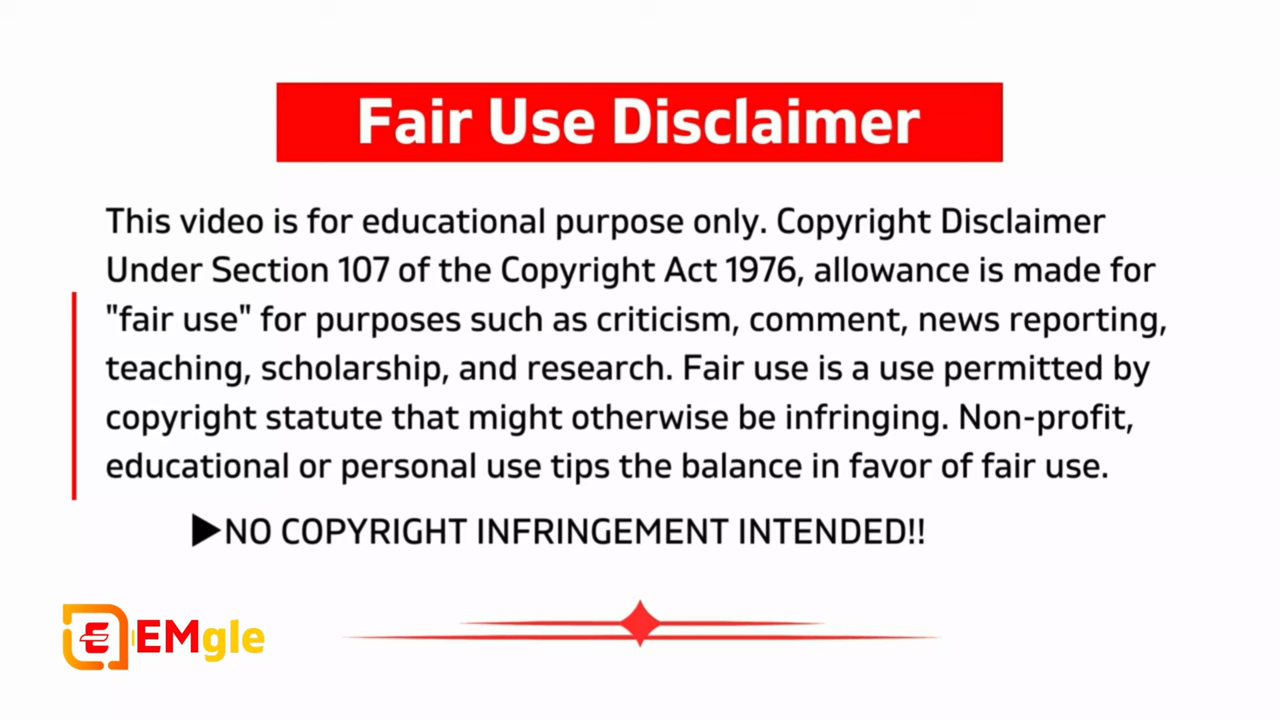 Fair Use Disclaimer
This video is for educational purpose only. Copyright Disclaimer
Under Section 107 of the Copyright Act 1976, allowance is made for
"fair use" for purposes such as criticism, comment, news reporting,
teaching, scholarship, and research. Fair use is a use permitted by
copyright statute that might otherwise be infringing. Non-profit,
educational or personal use tips the balance in favor of fair use.
▶NO COPYRIGHT INFRINGEMENT INTENDED!!
EMgle